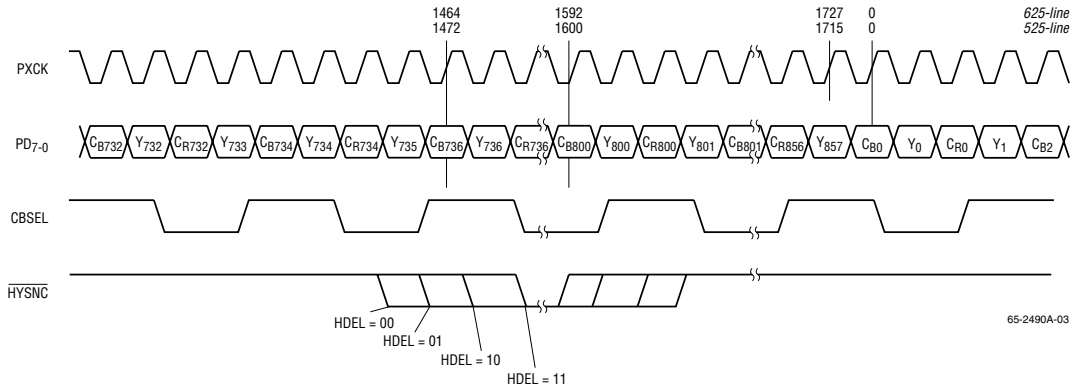 1464 1592 1727 0 625-line
1472 1600 1715 0 525-line
PXCK
PD7-0 CB732 Y732 CR732 Y733 CB734 Y734 CR734 Y735 CB736 Y736 CR736 CB800 Y800 CR800 Y801 CB801 CR856 Y857 CB0 Y0 CR0 Y1 CB2
CBSEL
HYSNC
HDEL = 00
HDEL = 01
HDEL = 10
HDEL = 11
65-2490A-03